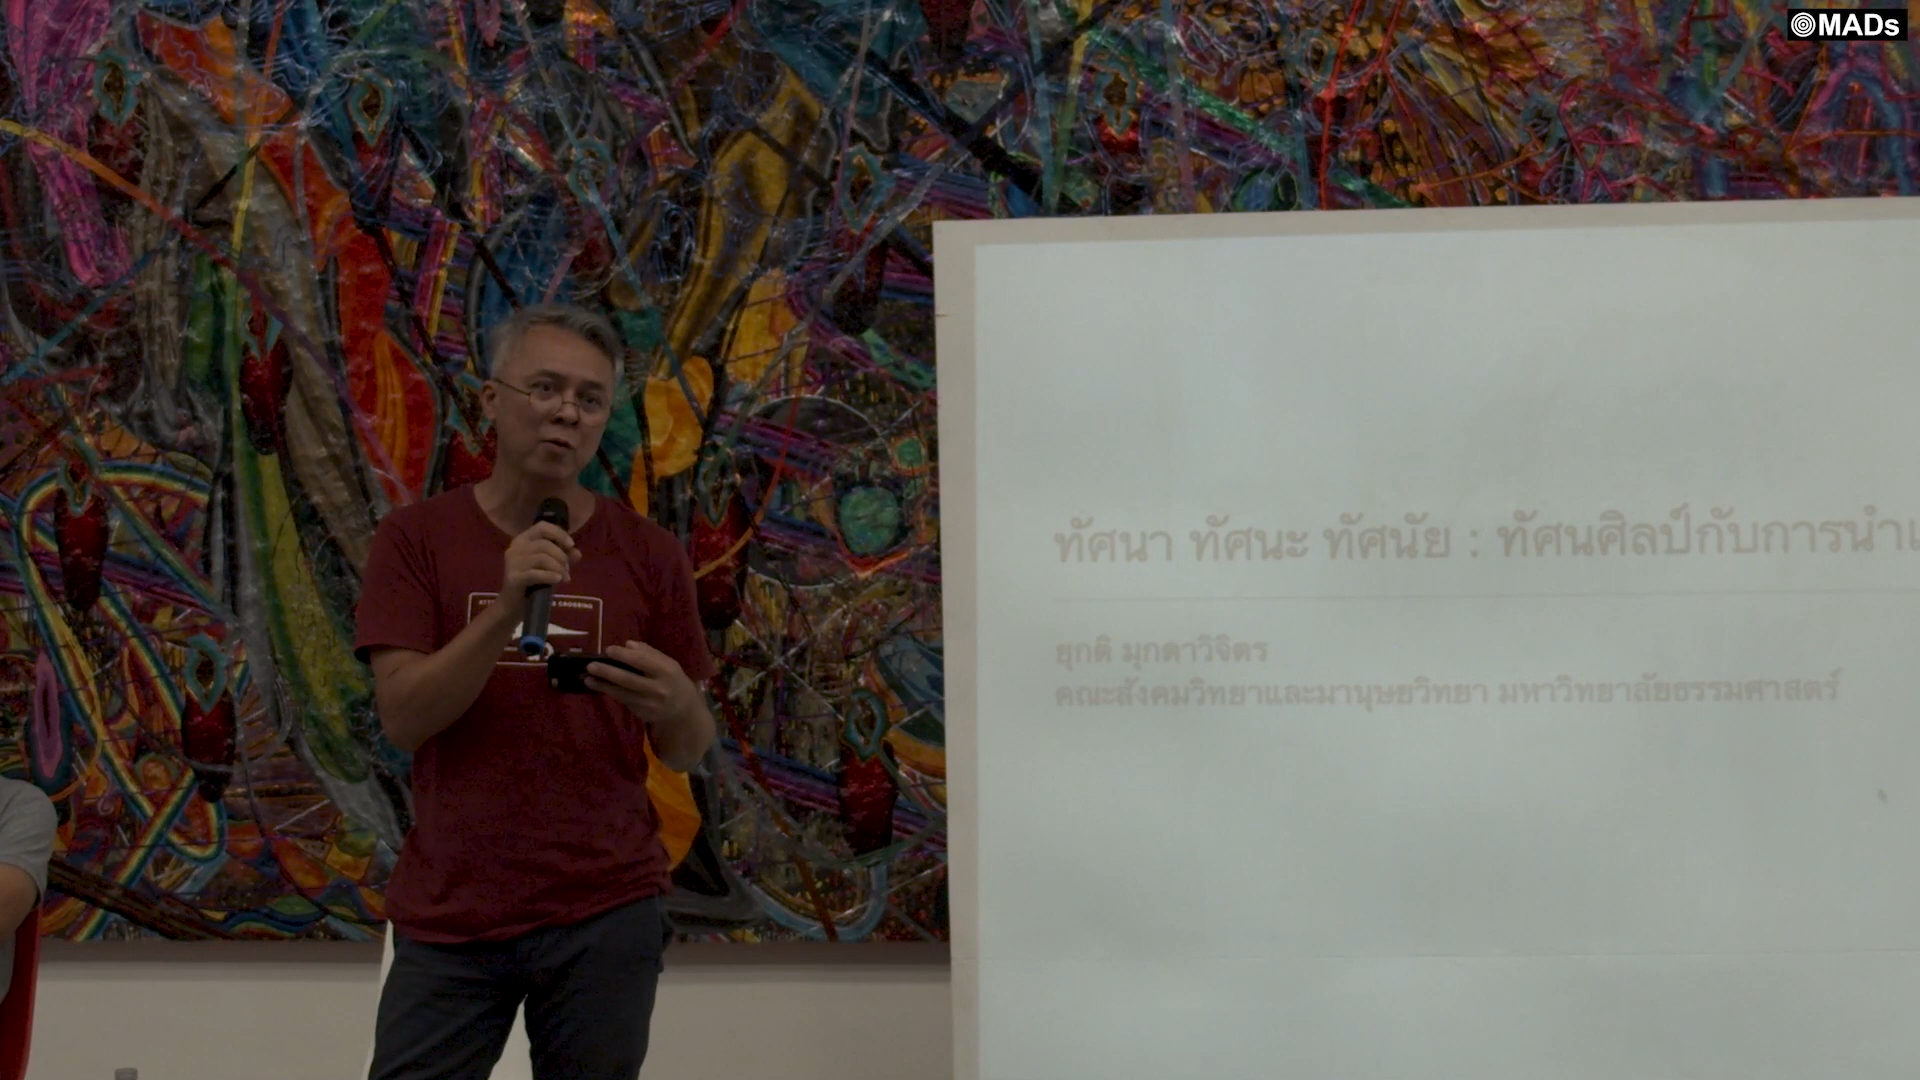 MADs
ทัศนา ทัศนะ ทัศนัย : ทัศนศิลป์กับการนำ
ยุกติ มุกดาวิจิตร
คณะสังคมวิทยาและมานุษยวิทยา มหาวิทยาลัยธรรมศาสตร์
CROSSING